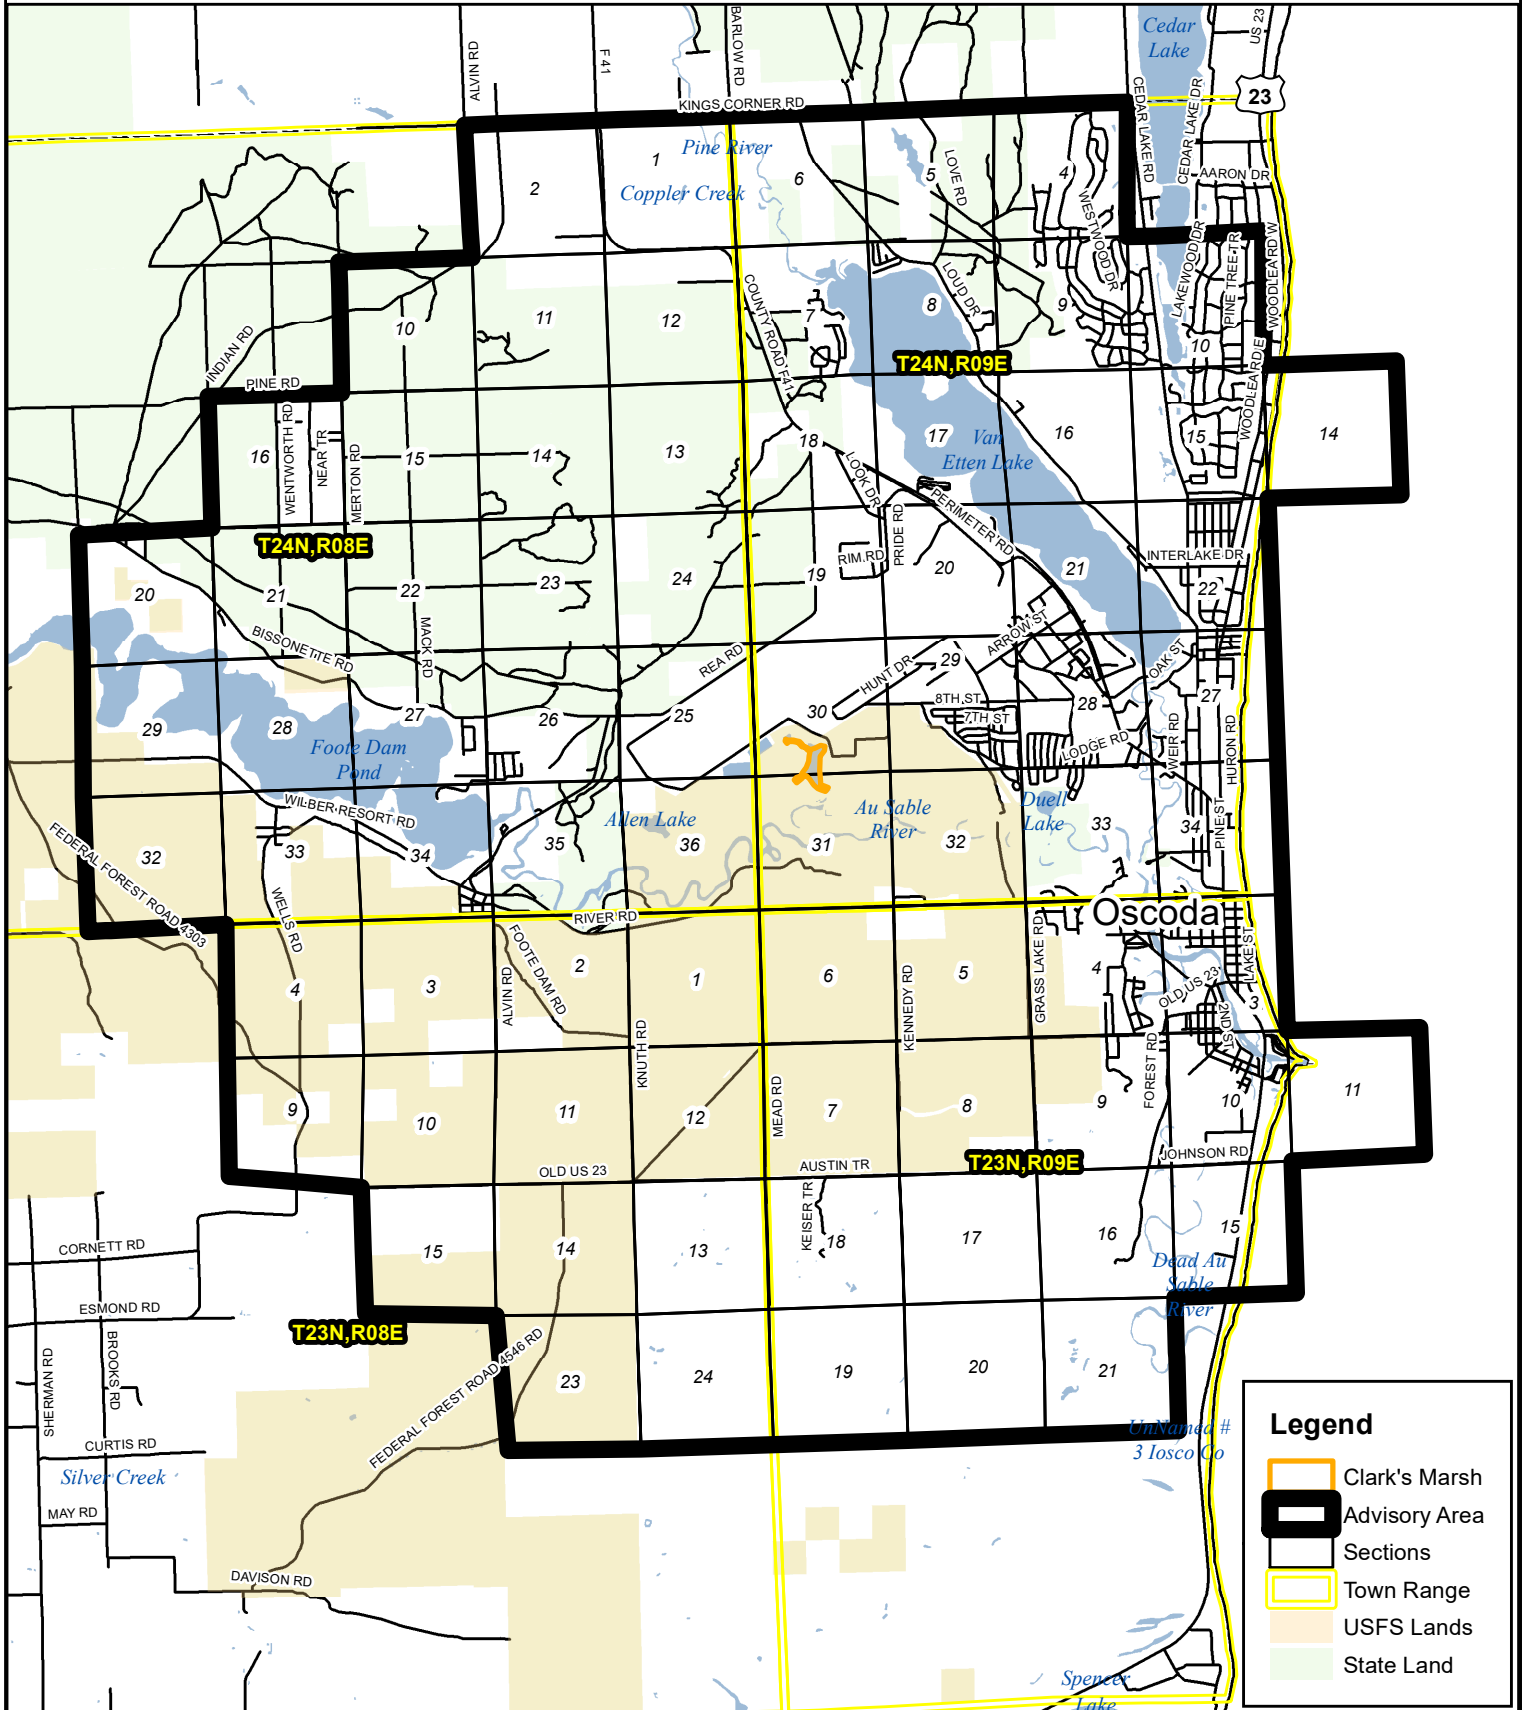 Cedar
Lake
US 23
ALVIN RD
F 41
BARLOW RD
KINGS CORNER RD
CEDAR LAKE RD
CEDAR LAKE DR
23
Pine River
Coppler Creek
1
2
6
5
4
LOVE RD
WESTWOOD DR
AARON DR
LAKEWOOD DR
PINE TREE TR
WOODLEA RD W
COUNTY ROAD F41
LOUD DR
INDIAN RD
10
11
12
7
8
9
10
T24N,R09E
PINE RD
WENTWORTH RD
NEAR TR
MERTON RD
WOODLEA RD E
16
15
14
13
18
17
16
15
14
Van
Etten Lake
LOOK DR
PERIMETER RD
PRIDE RD
RIM RD
INTERLAKE DR
T24N,R08E
20
21
22
23
24
19
20
21
22
BISSONETTE RD
MACK RD
REA RD
HUNT DR
ARROW ST
OAK ST
8TH ST
7TH ST
LODGE RD
WEIR RD
HURON RD
29
28
27
26
25
30
29
28
27
Foote Dam
Pond
WILBER RESORT RD
Allen Lake
Au Sable
River
Duell
Lake
PINE ST
FEDERAL FOREST ROAD 4303
32
33
34
35
36
31
32
33
34
WELLS RD
RIVER RD
Oscoda
FOOTE DAM RD
ALVIN RD
KNUTH RD
KENNEDY RD
GRASS LAKE RD
LAKE ST
OLD US 23
2ND ST
4
3
2
1
6
5
4
3
MEAD RD
FOREST RD
9
10
11
12
7
8
9
10
11
OLD US 23
AUSTIN TR
T23N,R09E
JOHNSON RD
KEISER TR
CORNETT RD
15
14
13
18
17
16
15
Dead Au
Sable
River
ESMOND RD
T23N,R08E
BROOKS RD
SHERMAN RD
FEDERAL FOREST ROAD 4546 RD
23
24
19
20
21
CURTIS RD
Silver Creek
MAY RD
UnNamed #
3 Iosco Co
DAVISON RD
Spencer
Lake
Legend
Clark's Marsh
Advisory Area
Sections
Town Range
USFS Lands
State Land